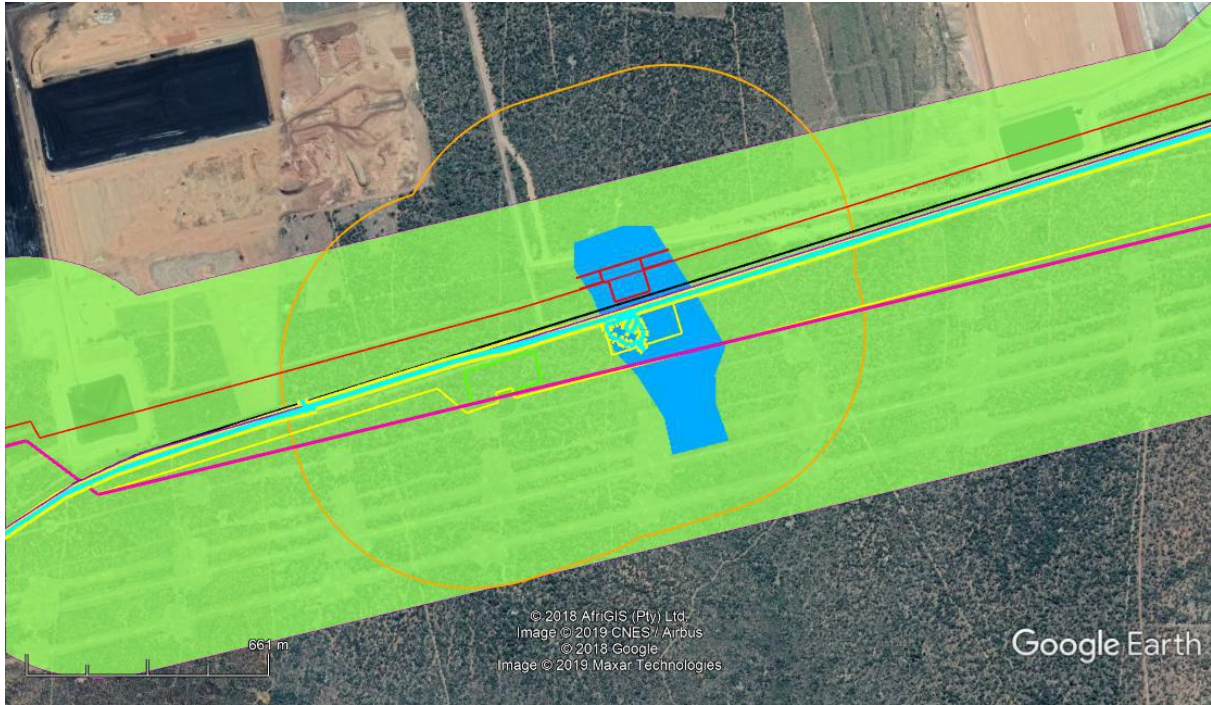 661 m
© 2018 AfriGIS (Pty) Ltd.
Image © 2019 CNES / Airbus
© 2018 Google
Image © 2019 Maxar Technologies
Google Earth